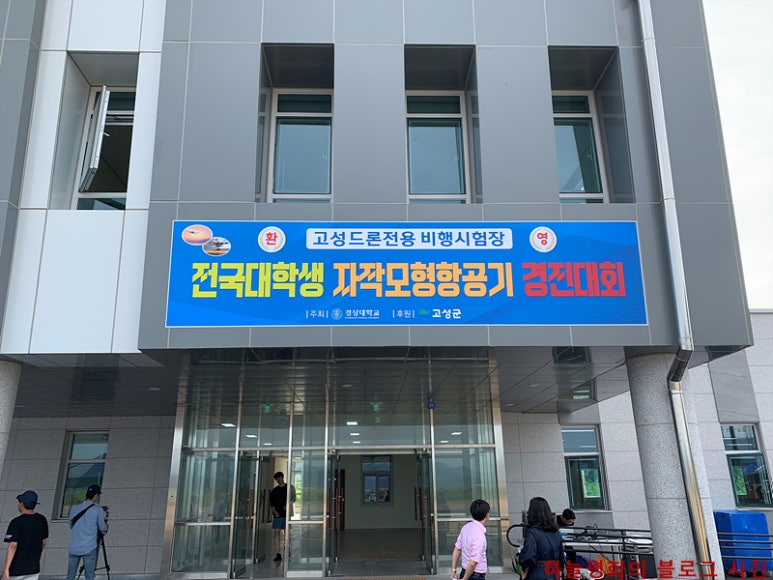 환 고성드론전용 비행시험장 영
전국대학생 자작모형항공기 경진대회
|주최| 경상대학교 |후원| 고성군
하늘영화의 블로그 사진